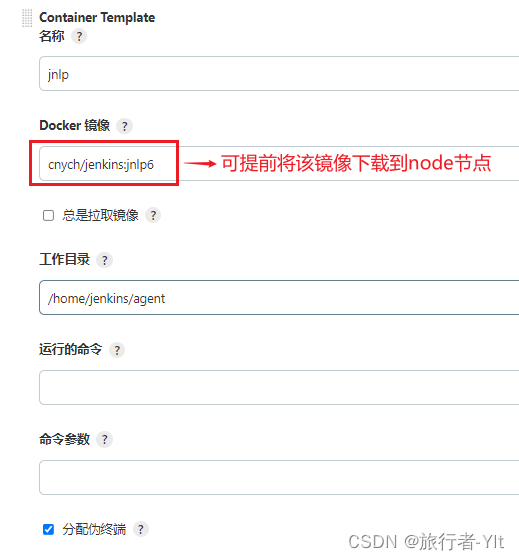 Container Template
名称 ?
jnlp
Docker 镜像 ?
cnych/jenkins:jnlp6
可提前将该镜像下载到node节点
总是拉取镜像 ?
工作目录 ?
/home/jenkins/agent
运行的命令 ?
命令参数 ?
分配伪终端 ?
CSDN @旅行者-Ylt